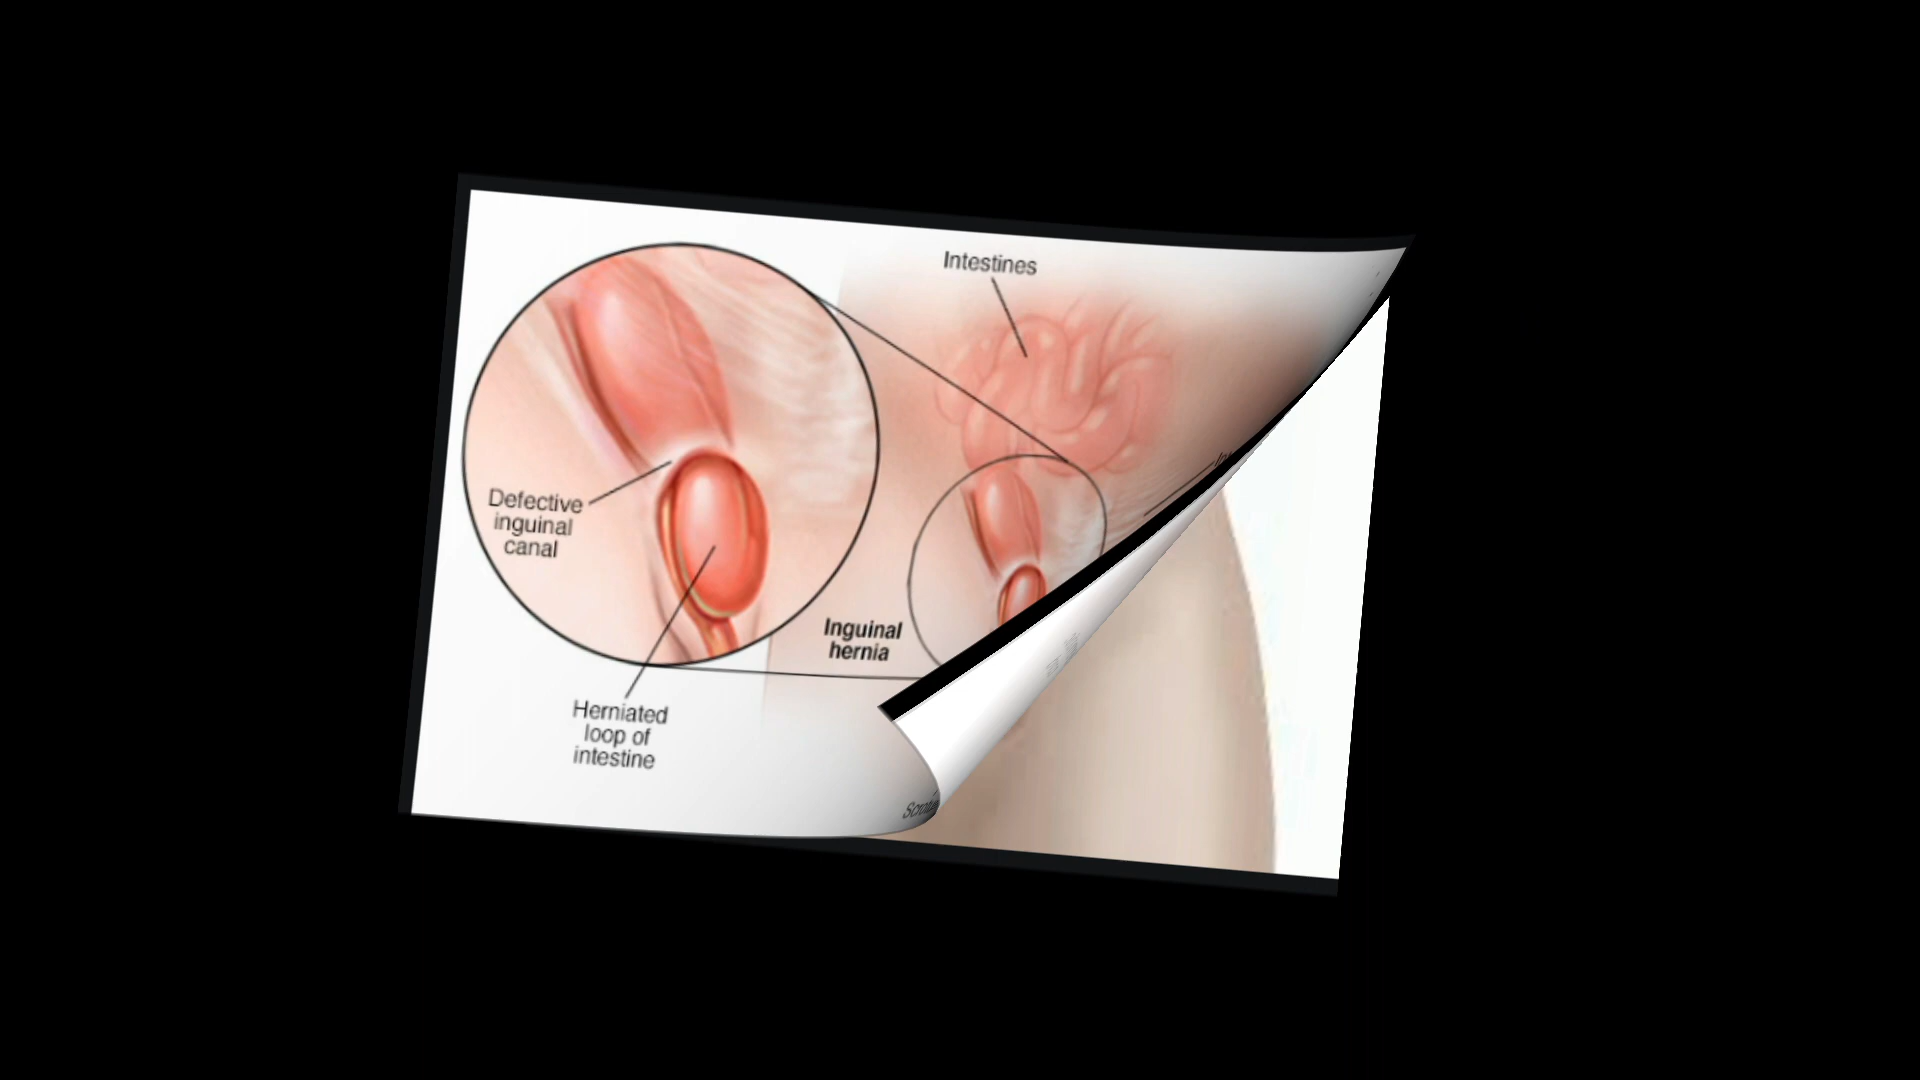 Intestines
Defective
inguinal
canal
Inguinal
hernia
Herniated
loop of
intestine